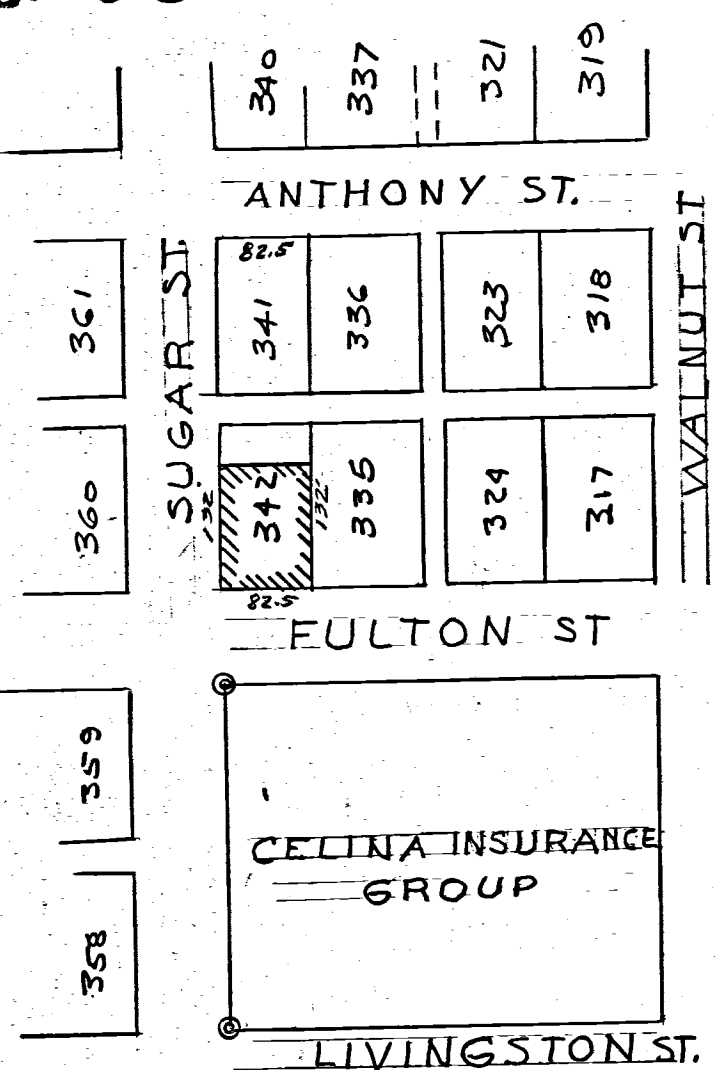 340
337
321
319
ANTHONY ST.
SUGAR ST.
WALNUT ST
82.5
361
341
336
323
318
360
132
342
132'
335
324
317
82.5
FULTON ST
359
CELINA INSURANCE
GROUP
358
LIVINGSTON ST.